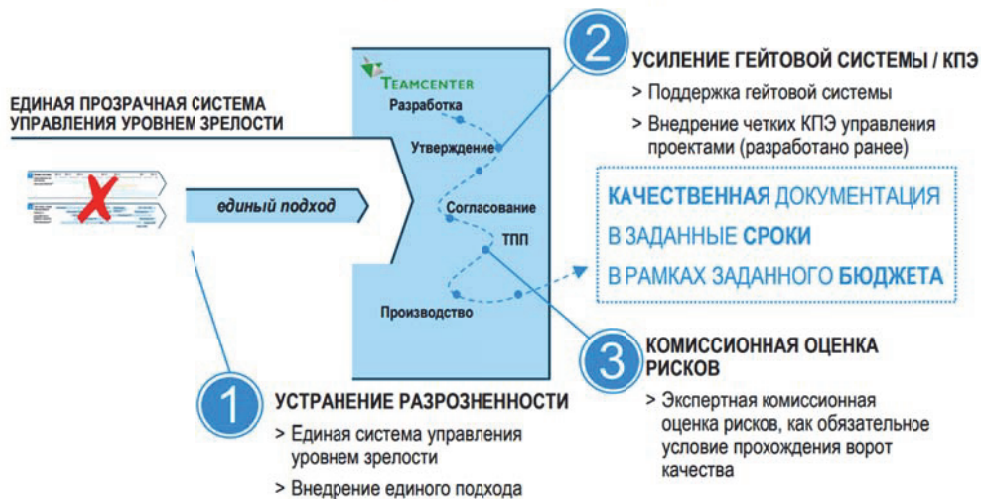 ЕДИНАЯ ПРОЗРАЧНАЯ СИСТЕМА
УПРАВЛЕНИЯ УРОВНЕМ ЗРЕЛОСТИ
единый подход
TEAMCENTER
Разработка
Утверждение
Согласование
ТПП
Производство
2
УСИЛЕНИЕ ГЕЙТОВОЙ СИСТЕМЫ / КПЭ
> Поддержка гейтовой системы
> Внедрение четких КПЭ управления
проектами (разработано ранее)
КАЧЕСТВЕННАЯ ДОКУМЕНТАЦИЯ
В ЗАДАННЫЕ СРОКИ
В РАМКАХ ЗАДАННОГО БЮДЖЕТА
3
КОМИССИОННАЯ ОЦЕНКА
РИСКОВ
> Экспертная комиссионная
оценка рисков, как обязательное
условие прохождения ворот
качества
1
УСТРАНЕНИЕ РАЗРОЗНЕННОСТИ
> Единая система управления
уровнем зрелости
> Внедрение единого подхода